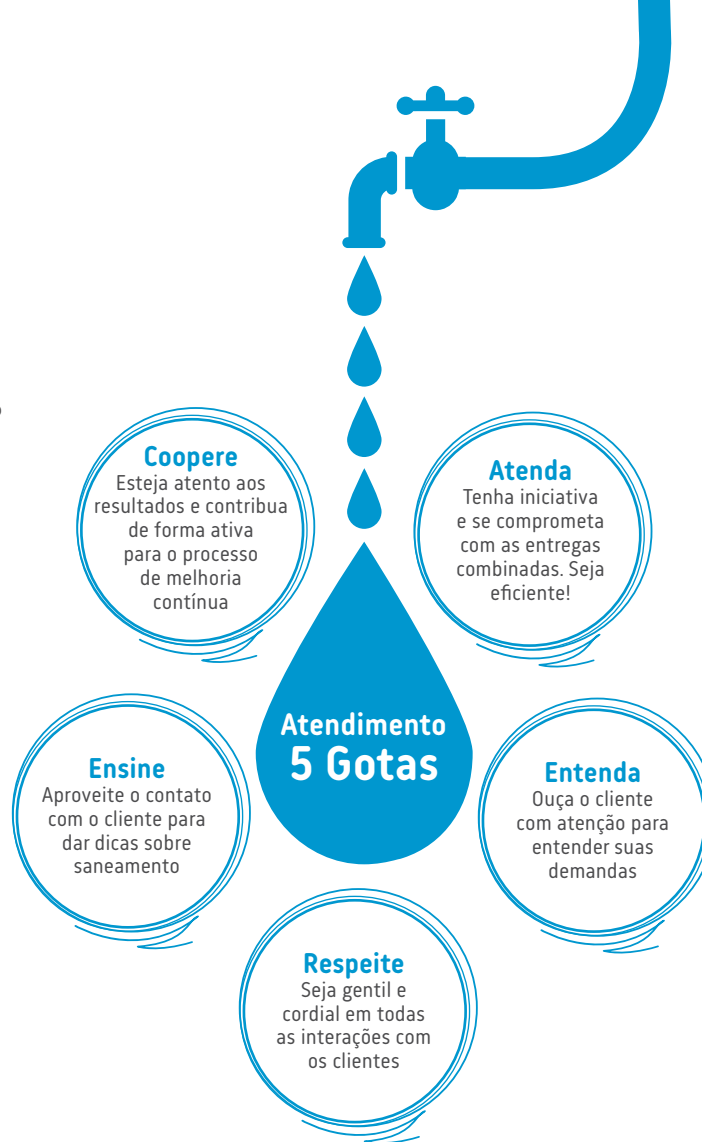 Coopere
Esteja atento aos
resultados e contribua
de forma ativa
para o processo
de melhoria
contínua
Atenda
Tenha iniciativa
e se comprometa
com as entregas
combinadas. Seja
eficiente!
Atendimento
5 Gotas
Ensine
Aproveite o contato
com o cliente para
dar dicas sobre
saneamento
Entenda
Ouça o cliente
com atenção para
entender suas
demandas
Respeite
Seja gentil e
cordial em todas
as interações com
os clientes